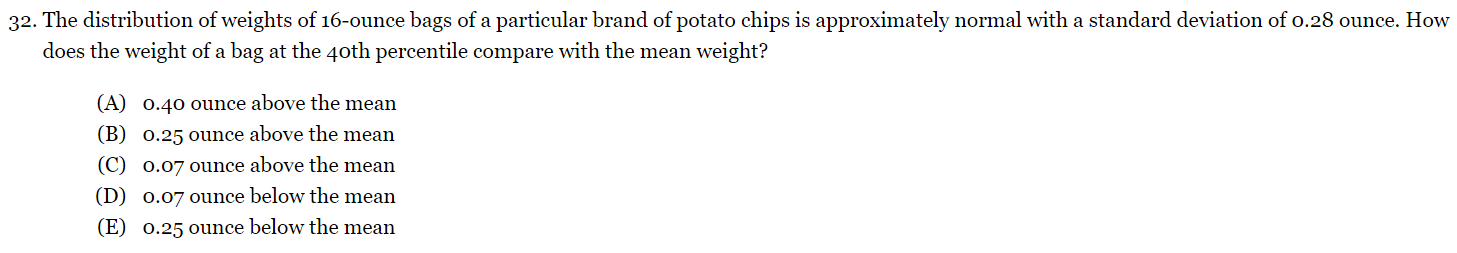 32. The distribution of weights of 16-ounce bags of a particular brand of potato chips is approximately normal with a standard deviation of 0.28 ounce. How
does the weight of a bag at the 40th percentile compare with the mean weight?
(A) 0.40 ounce above the mean
(B) 0.25 ounce above the mean
(C) 0.07 ounce above the mean
(D) 0.07 ounce below the mean
(E) 0.25 ounce below the mean